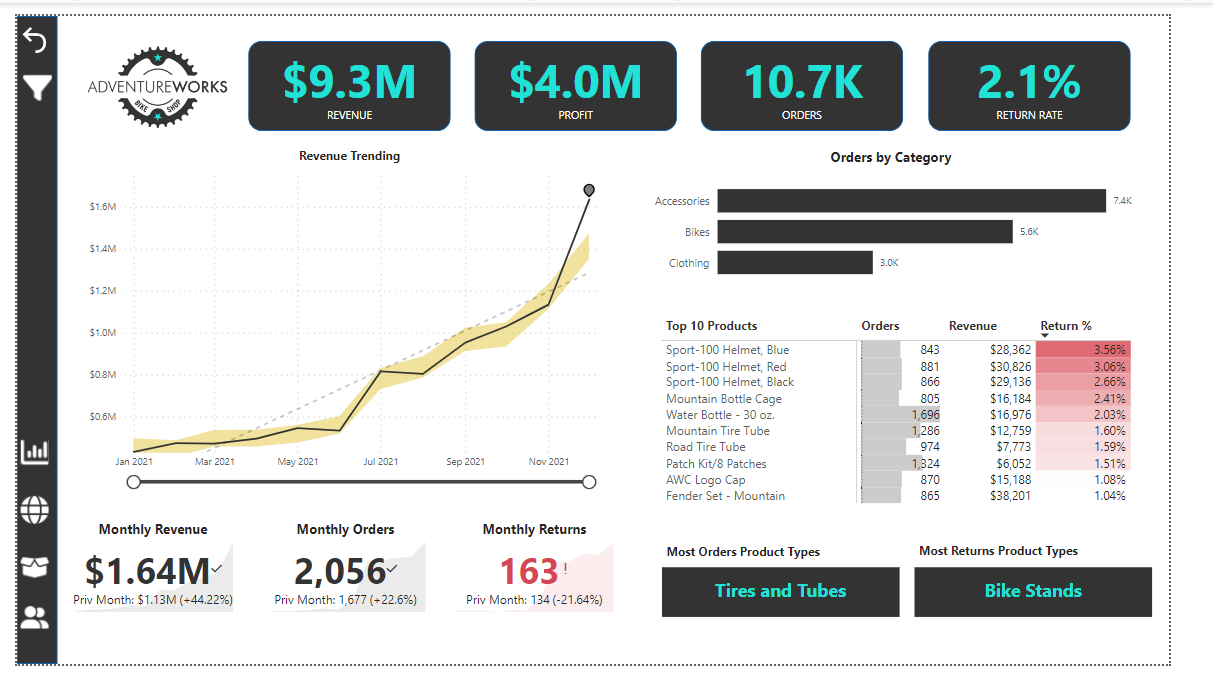 ADVENTUREWORKS
BIKE SHOP
$9.3M
REVENUE
$4.0M
PROFIT
10.7K
ORDERS
2.1%
RETURN RATE
Revenue Trending
$1.6M
$1.4M
$1.2M
$1.0M
$0.8M
$0.6M
Jan 2021 Mar 2021 May 2021 Jul 2021 Sep 2021 Nov 2021
Orders by Category
Accessories 7.4K
Bikes 5.6K
Clothing 3.0K
Top 10 Products Orders Revenue Return %
Sport-100 Helmet, Blue 843 $28,362 3.56%
Sport-100 Helmet, Red 881 $30,826 3.06%
Sport-100 Helmet, Black 866 $29,136 2.66%
Mountain Bottle Cage 805 $16,184 2.41%
Water Bottle - 30 oz. 1,696 $16,976 2.03%
Mountain Tire Tube 1,286 $12,759 1.60%
Road Tire Tube 974 $7,773 1.59%
Patch Kit/8 Patches 1,324 $6,052 1.51%
AWC Logo Cap 870 $15,188 1.08%
Fender Set - Mountain 865 $38,201 1.04%
Monthly Revenue
$1.64M
Priv Month: $1.13M (+44.22%)
Monthly Orders
2,056
Priv Month: 1,677 (+22.6%)
Monthly Returns
163!
Priv Month: 134 (-21.64%)
Most Orders Product Types
Tires and Tubes
Most Returns Product Types
Bike Stands